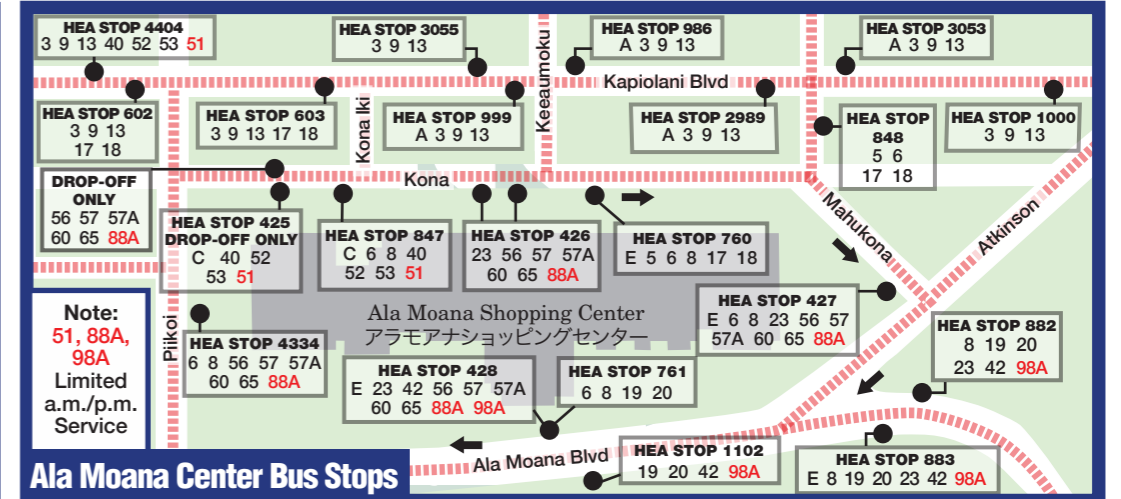 HEA STOP 4404
3 9 13 40 52 53 51
HEA STOP 3055
3 9 13
HEA STOP 986
A 3 9 13
HEA STOP 3053
A 3 9 13
Kapiolani Blvd
HEA STOP 602
3 9 13
17 18
HEA STOP 603
3 9 13 17 18
Kona Iki
HEA STOP 999
A 3 9 13
Keeaumoku
HEA STOP 2989
A 3 9 13
HEA STOP
848
5 6
17 18
HEA STOP 1000
3 9 13
Kona
DROP-OFF
ONLY
56 57 57A
60 65 88A
HEA STOP 425
DROP-OFF ONLY
C 40 52
53 51
HEA STOP 847
C 6 8 40
52 53 51
HEA STOP 426
23 56 57 57A
60 65 88A
HEA STOP 760
E 5 6 8 17 18
Mahukona
Atkinson
Ala Moana Shopping Center
アラモアナショッピングセンター
HEA STOP 427
E 6 8 23 56 57
57A 60 65 88A
Note:
51, 88A,
98A
Limited
a.m./p.m.
Service
Piikoi
HEA STOP 4334
6 8 56 57 57A
60 65 88A
HEA STOP 428
E 23 42 56 57 57A
60 65 88A 98A
HEA STOP 761
6 8 19 20
HEA STOP 882
8 19 20
23 42 98A
Ala Moana Blvd
HEA STOP 1102
19 20 42 98A
HEA STOP 883
E 8 19 20 23 42 98A
Ala Moana Center Bus Stops